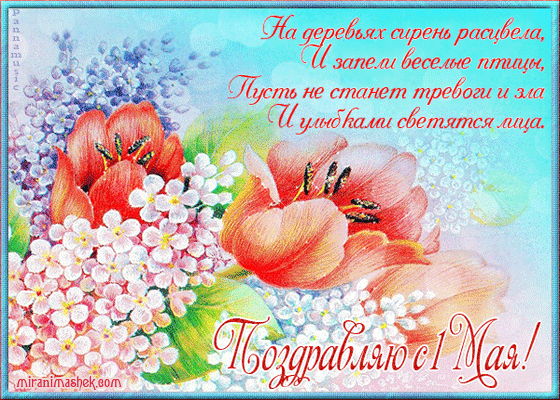 pannamusic
На деревьях сирень расцвела,
И запели веселые птицы,
Пусть не станет тревоги и зла
И улыбками светятся лица.
Поздравляю с 1 Мая!
miranimashek.com